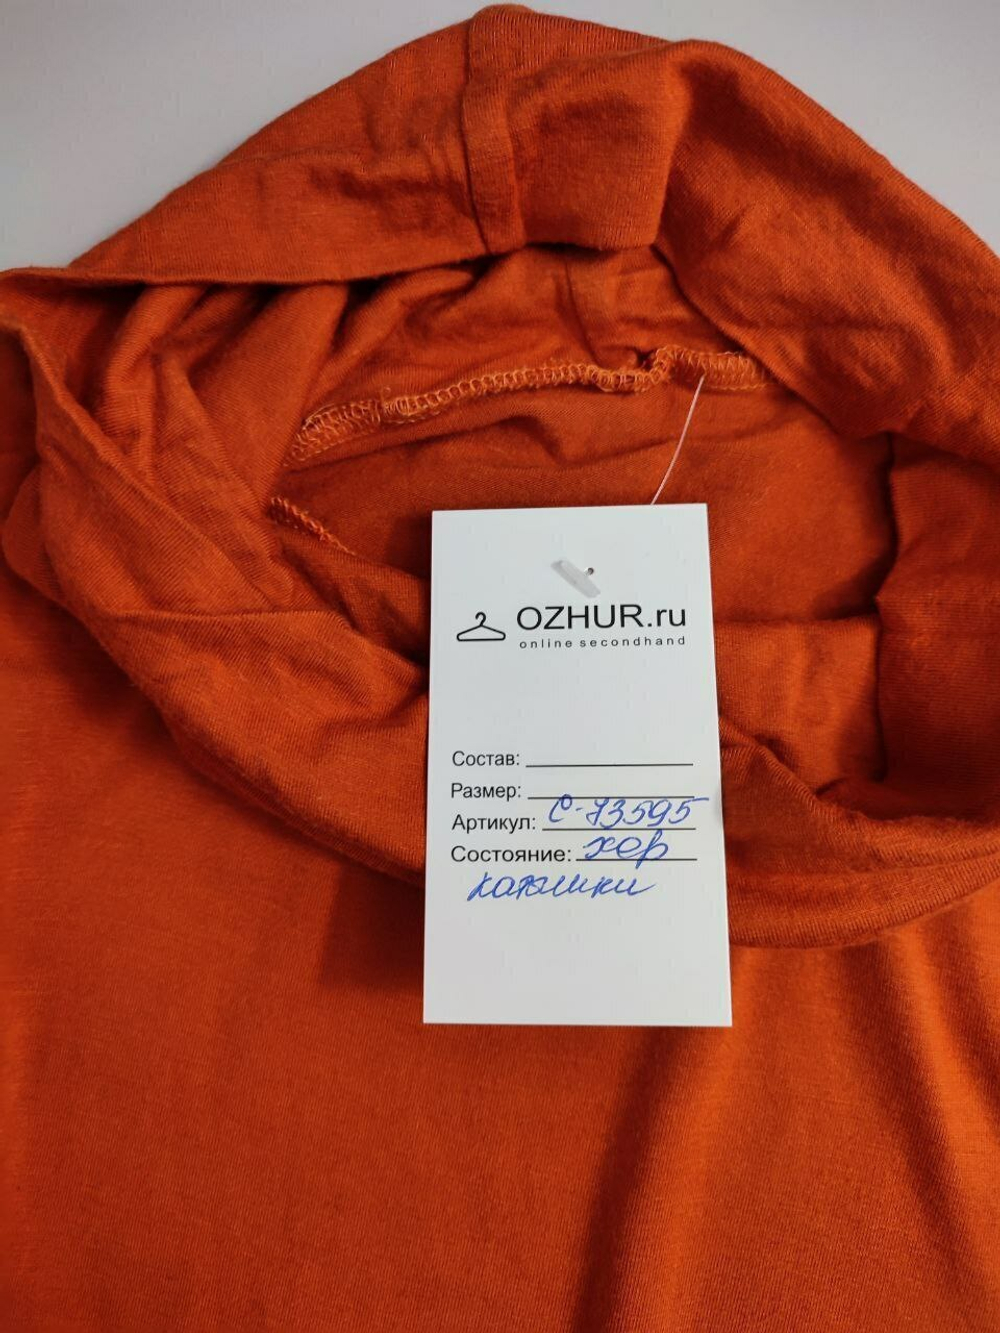 OZHUR.ru
online secondhand
Состав:
Размер:
Артикул: С-73595
Состояние: хор
катышки